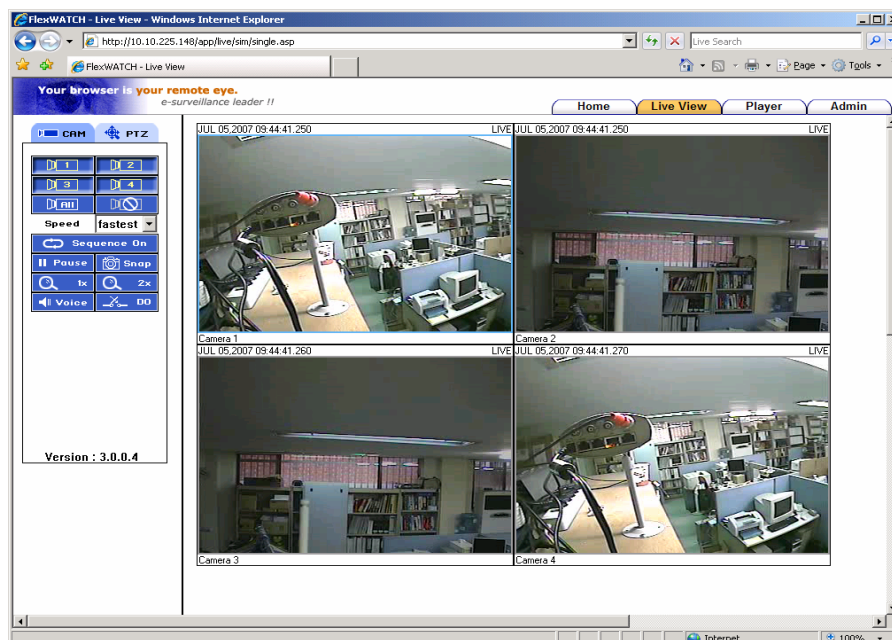 FlexWATCH - Live View - Windows Internet Explorer
http://10.10.225.148/app/live/sim/single.asp
Live Search
FlexWATCH - Live View
Page
Tools
Your browser is your remote eye.
e-surveillance leader !!
Home
Live View
Player
Admin
CAM
PTZ
1
2
3
4
All
Speed
fastest
Sequence On
Pause
Snap
1x
2x
Voice
DO
Version : 3.0.0.4
JUL 05,2007 09:44:41.250 LIVE
JUL 05,2007 09:44:41.250 LIVE
Camera 1
Camera 2
JUL 05,2007 09:44:41.260 LIVE
JUL 05,2007 09:44:41.270 LIVE
Camera 3
Camera 4
Internet
100%